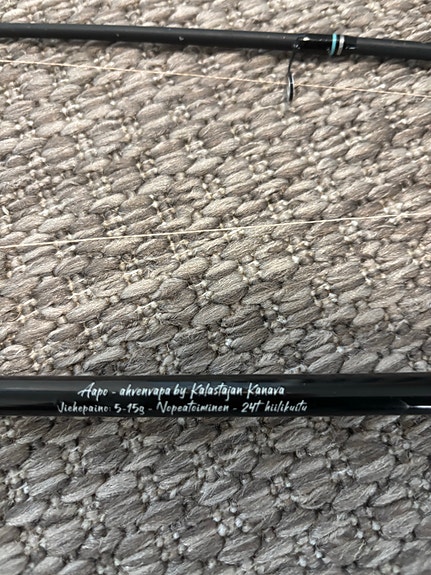 Aapo - ahvenvapa by Kalastajan Kanava
Viehepaino: 5-15g - Nopeatoiminen - 24T hiilikuitu